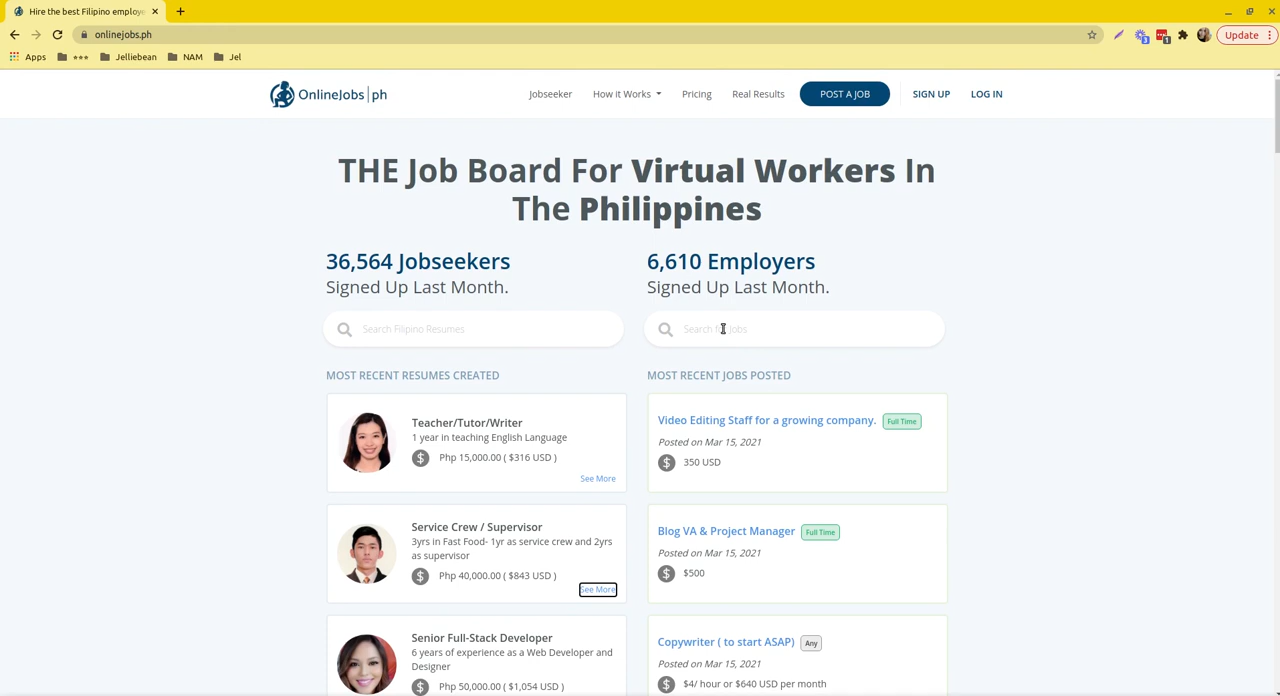 Hire the best Filipino employe
onlinejobs.ph
Update
Apps
***
Jelliebean
NAM
Jel
OnlineJobs|ph
Jobseeker
How it Works
Pricing
Real Results
POST A JOB
SIGN UP
LOG IN
THE Job Board For Virtual Workers In
The Philippines
36,564 Jobseekers
Signed Up Last Month.
Search Filipino Resumes
MOST RECENT RESUMES CREATED
Teacher/Tutor/Writer
1 year in teaching English Language
$ Php 15,000.00 ( $316 USD )
See More
Service Crew / Supervisor
3yrs in Fast Food- 1yr as service crew and 2yrs
as supervisor
$ Php 40,000.00 ( $843 USD )
See More
Senior Full-Stack Developer
6 years of experience as a Web Developer and
Designer
$ Php 50,000.00 ( $1,054 USD )
6,610 Employers
Signed Up Last Month.
Search for Jobs
MOST RECENT JOBS POSTED
Video Editing Staff for a growing company. Full Time
Posted on Mar 15, 2021
$ 350 USD
Blog VA & Project Manager Full Time
Posted on Mar 15, 2021
$ $500
Copywriter ( to start ASAP) Any
Posted on Mar 15, 2021
$ $4/ hour or $640 USD per month